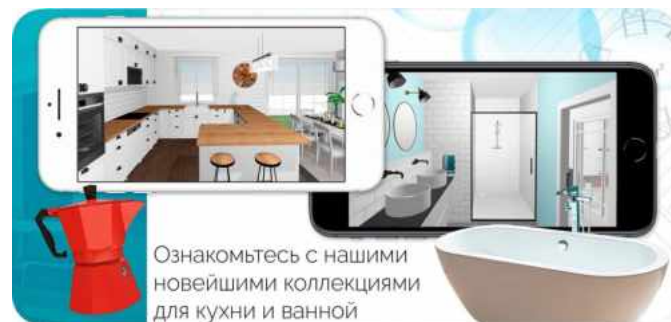 Ознакомьтесь с нашими
новейшими коллекциями
для кухни и ванной